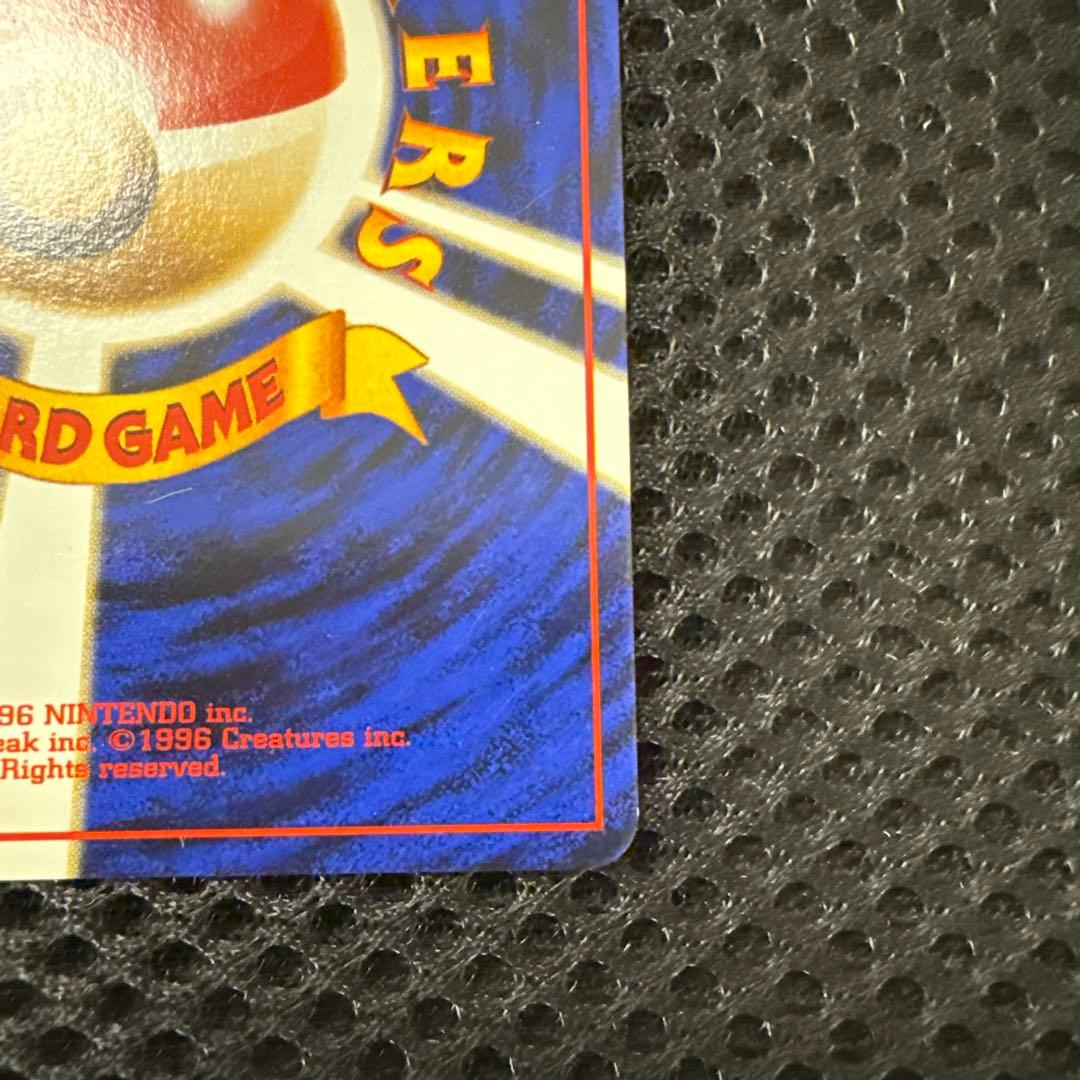 ERS
RD GAME
96 NINTENDO inc.
eak inc. ©1996 Creatures inc.
Rights reserved.